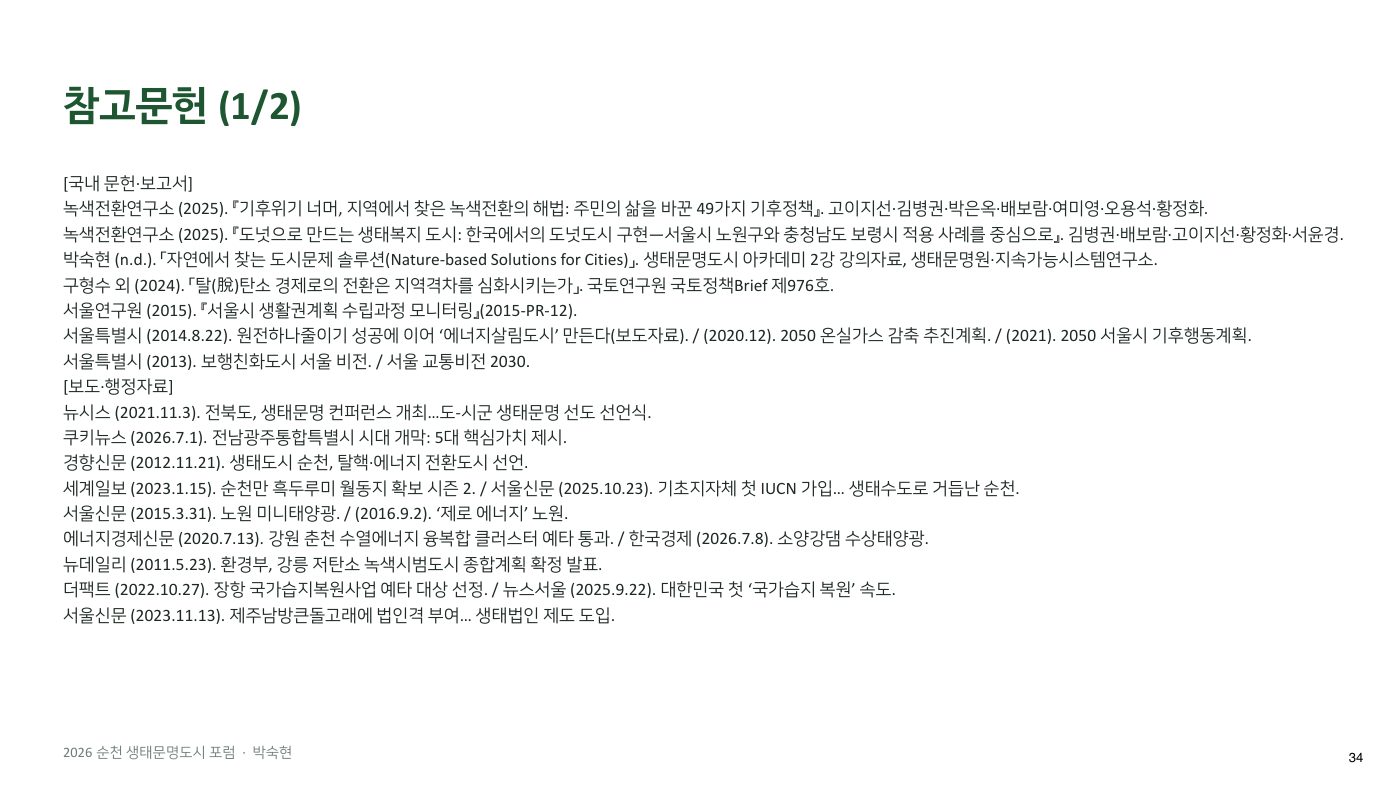 참고문헌 (1/2)
[국내 문헌·보고서]
녹색전환연구소 (2025). 『기후위기 너머, 지역에서 찾은 녹색전환의 해법: 주민의 삶을 바꾼 49가지 기후정책』. 고이지선·김병권·박은옥·배보람·여미영·오용석·황정화.
녹색전환연구소 (2025). 『도넛으로 만드는 생태복지 도시: 한국에서의 도넛도시 구현—서울시 노원구와 충청남도 보령시 적용 사례를 중심으로』. 김병권·배보람·고이지선·황정화·서윤경.
박숙현 (n.d.). 「자연에서 찾는 도시문제 솔루션(Nature-based Solutions for Cities)」. 생태문명도시 아카데미 2강 강의자료, 생태문명원·지속가능시스템연구소.
구형수 외 (2024). 「탈(脫)탄소 경제로의 전환은 지역격차를 심화시키는가」. 국토연구원 국토정책Brief 제976호.
서울연구원 (2015). 『서울시 생활권계획 수립과정 모니터링』(2015-PR-12).
서울특별시 (2014.8.22). 원전하나줄이기 성공에 이어 ‘에너지살림도시’ 만든다(보도자료). / (2020.12). 2050 온실가스 감축 추진계획. / (2021). 2050 서울시 기후행동계획.
서울특별시 (2013). 보행친화도시 서울 비전. / 서울 교통비전 2030.
[보도·행정자료]
뉴시스 (2021.11.3). 전북도, 생태문명 컨퍼런스 개최…도-시군 생태문명 선도 선언식.
쿠키뉴스 (2026.7.1). 전남광주통합특별시 시대 개막: 5대 핵심가치 제시.
경향신문 (2012.11.21). 생태도시 순천, 탈핵·에너지 전환도시 선언.
세계일보 (2023.1.15). 순천만 흑두루미 월동지 확보 시즌 2. / 서울신문 (2025.10.23). 기초지자체 첫 IUCN 가입… 생태수도로 거듭난 순천.
서울신문 (2015.3.31). 노원 미니태양광. / (2016.9.2). ‘제로 에너지’ 노원.
에너지경제신문 (2020.7.13). 강원 춘천 수열에너지 융복합 클러스터 예타 통과. / 한국경제 (2026.7.8). 소양강댐 수상태양광.
뉴데일리 (2011.5.23). 환경부, 강릉 저탄소 녹색시범도시 종합계획 확정 발표.
더팩트 (2022.10.27). 장항 국가습지복원사업 예타 대상 선정. / 뉴스서울 (2025.9.22). 대한민국 첫 ‘국가습지 복원’ 속도.
서울신문 (2023.11.13). 제주남방큰돌고래에 법인격 부여… 생태법인 제도 도입.
2026 순천 생태문명도시 포럼 · 박숙현
34